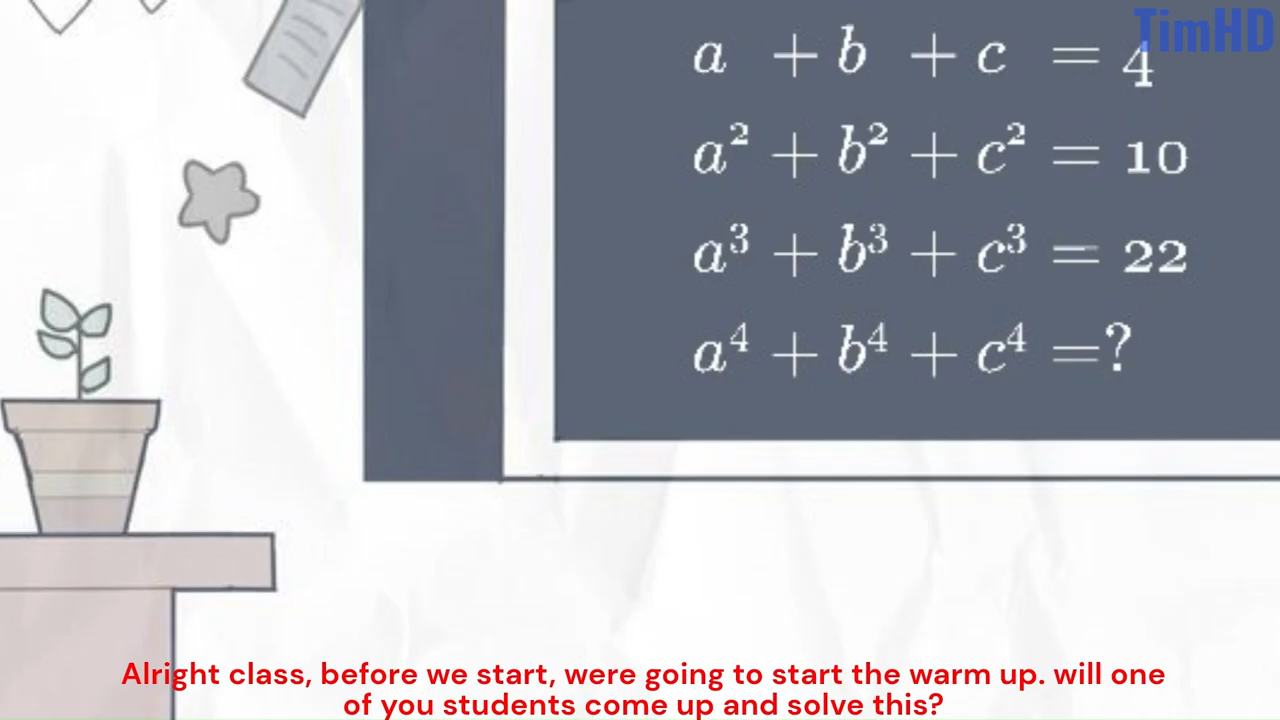 TimHD
a + b + c = 4
a² + b² + c² = 10
a³ + b³ + c³ = 22
a⁴ + b⁴ + c⁴ =?
Alright class, before we start, were going to start the warm up. will one
of you students come up and solve this?